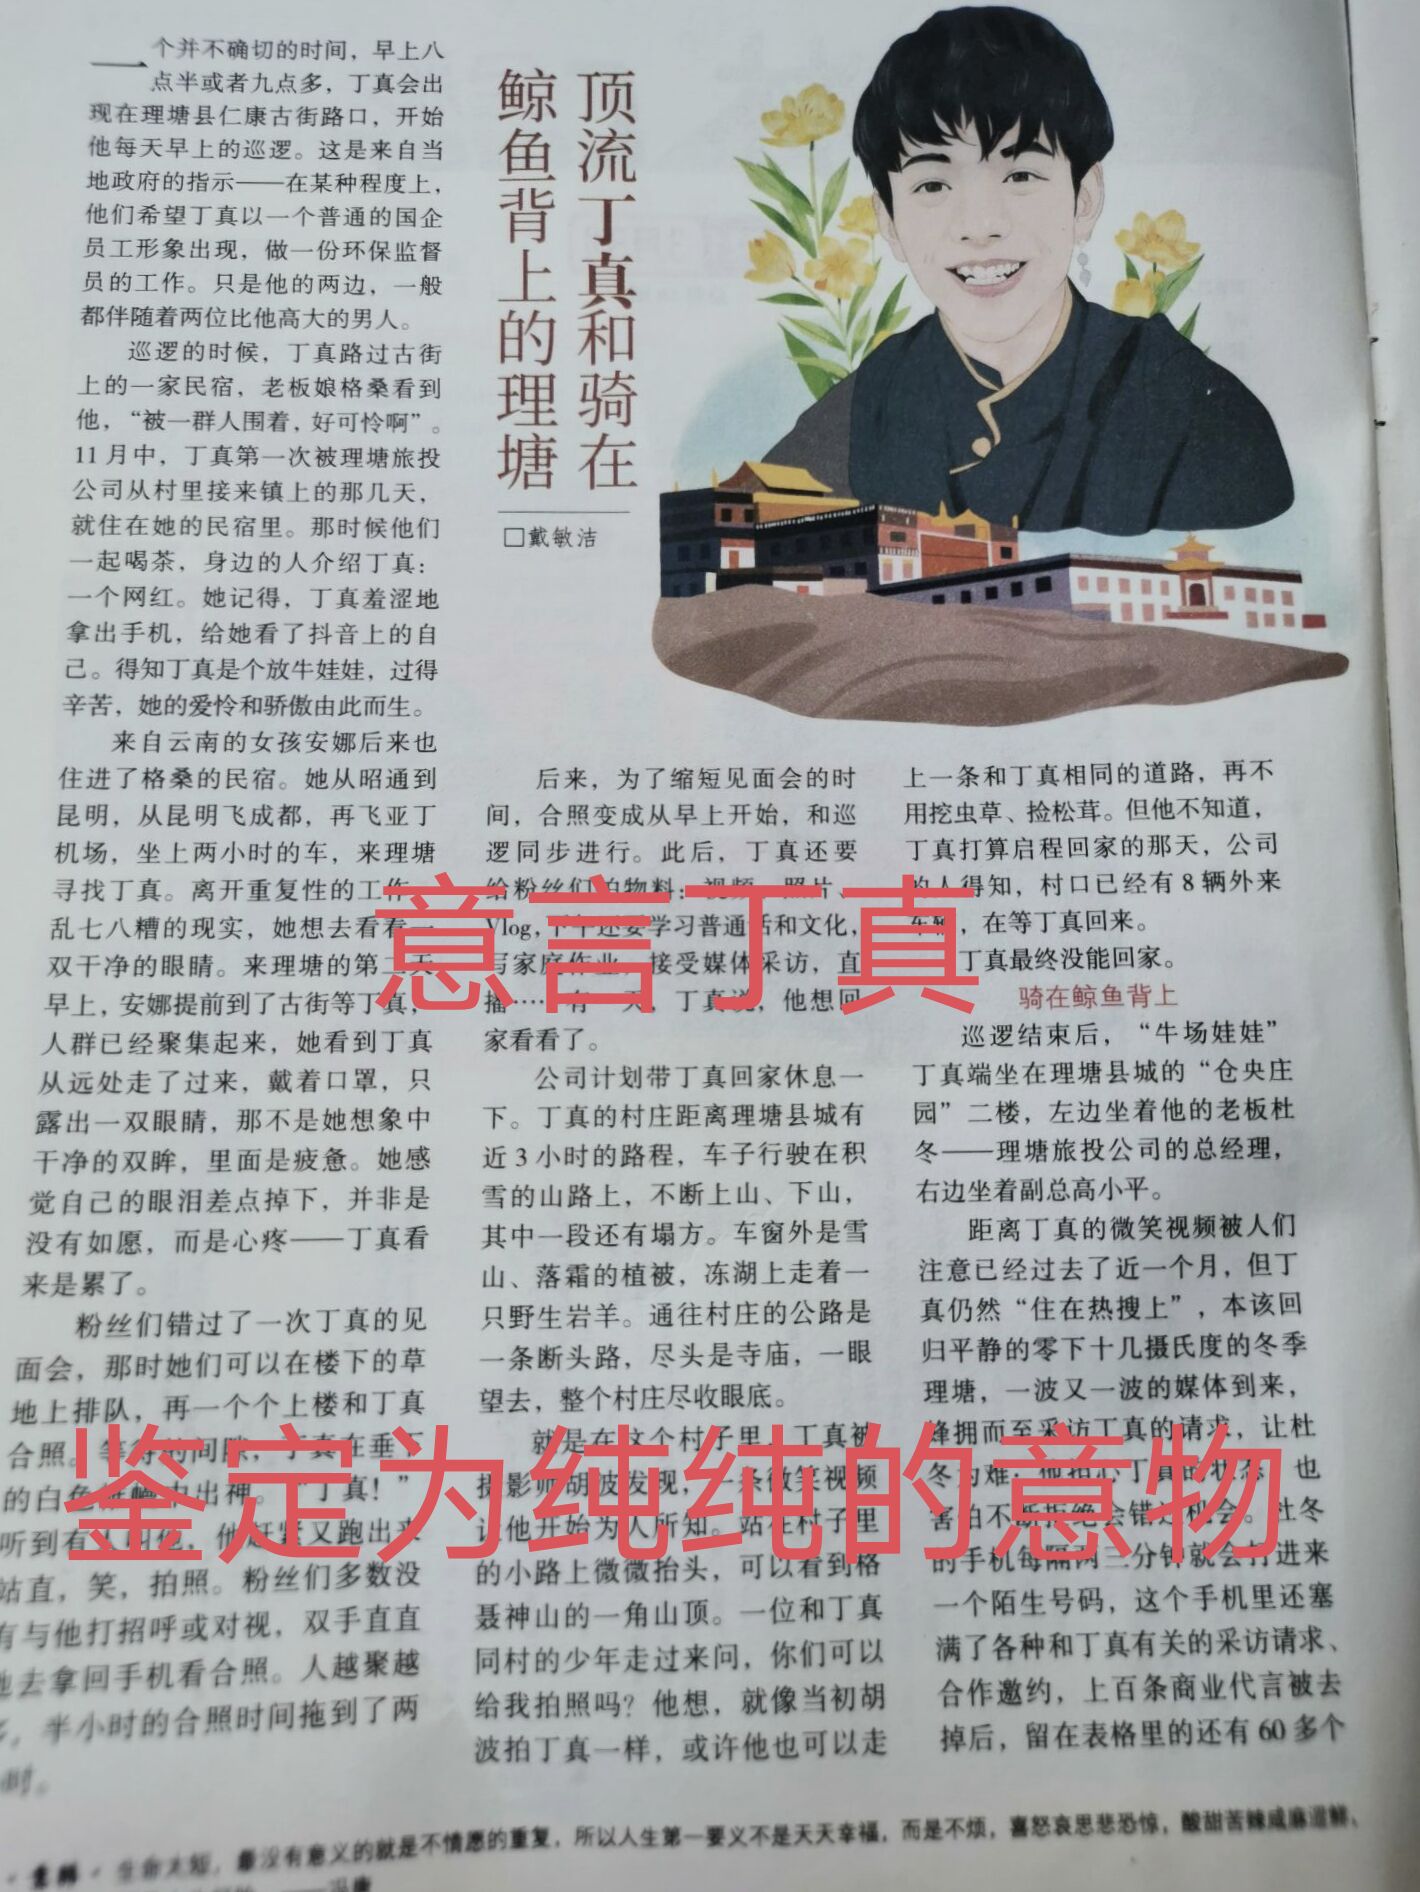 顶流丁真和骑在
鲸鱼背上的理塘
□戴敏洁
一个并不确切的时间，早上八
点半或者九点多，丁真会出
现在理塘县仁康古街路口，开始
他每天早上的巡逻。这是来自当
地政府的指示——在某种程度上，
他们希望丁真以一个普通的国企
员工形象出现，做一份环保监督
员的工作。只是他的两边，一般
都伴随着两位比他高大的男人。
巡逻的时候，丁真路过古街
上的一家民宿，老板娘格桑看到
他，“被一群人围着，好可怜啊”。
11月中，丁真第一次被理塘旅投
公司从村里接来镇上的那几天，
就住在她的民宿里。那时候他们
一起喝茶，身边的人介绍丁真：
一个网红。她记得，丁真羞涩地
拿出手机，给她看了抖音上的自
己。得知丁真是个放牛娃娃，过得
辛苦，她的爱怜和骄傲由此而生。
来自云南的女孩安娜后来也
住进了格桑的民宿。她从昭通到
昆明，从昆明飞成都，再飞亚丁
机场，坐上两小时的车，来理塘
寻找丁真。离开重复性的工作、
乱七八糟的现实，她想去看看一
双干净的眼睛。来理塘的第二天
早上，安娜提前到了古街等丁真，
人群已经聚集起来，她看到丁真
从远处走了过来，戴着口罩，只
露出一双眼睛，那不是她想象中
干净的双眸，里面是疲惫。她感
觉自己的眼泪差点掉下，并非是
没有如愿，而是心疼——丁真看
来是累了。
粉丝们错过了一次丁真的见
面会，那时她们可以在楼下的草
地上排队，再一个个上楼和丁真
合照。等待的间隙，丁真在垂下
的白色帐幔中出神。“丁真！”
听到有人叫他，他赶紧又跑出来
站直，笑，拍照。粉丝们多数没
有与他打招呼或对视，双手直直
地去拿回手机看合照。人越聚越
多，半小时的合照时间拖到了两
小时。
后来，为了缩短见面会的时
间，合照变成从早上开始，和巡
逻同步进行。此后，丁真还要
给粉丝们拍物料：视频、照片、
Vlog，下午还要学习普通话和文化，
写家庭作业，接受媒体采访，直
播……有一天，丁真说，他想回
家看看了。
公司计划带丁真回家休息一
下。丁真的村庄距离理塘县城有
近3小时的路程，车子行驶在积
雪的山路上，不断上山、下山，
其中一段还有塌方。车窗外是雪
山、落霜的植被，冻湖上走着一
只野生岩羊。通往村庄的公路是
一条断头路，尽头是寺庙，一眼
望去，整个村庄尽收眼底。
就是在这个村子里，丁真被
摄影师胡波发现，一条微笑视频
让他开始为人所知。站在村子里
的小路上微微抬头，可以看到格
聂神山的一角山顶。一位和丁真
同村的少年走过来问，你们可以
给我拍照吗？他想，就像当初胡
波拍丁真一样，或许他也可以走
上一条和丁真相同的道路，再不
用挖虫草、捡松茸。但他不知道，
丁真打算启程回家的那天，公司
的人得知，村口已经有8辆外来
车辆，在等丁真回来。
丁真最终没能回家。
骑在鲸鱼背上
巡逻结束后，“牛场娃娃”
丁真端坐在理塘县城的“仓央庄
园”二楼，左边坐着他的老板杜
冬——理塘旅投公司的总经理，
右边坐着副总高小平。
距离丁真的微笑视频被人们
注意已经过去了近一个月，但丁
真仍然“住在热搜上”，本该回
归平静的零下十几摄氏度的冬季
理塘，一波又一波的媒体到来，
蜂拥而至采访丁真的请求，让杜
冬为难：他担心丁真的状态，也
害怕不断拒绝会错过机会。杜冬
的手机每隔两三分钟就会打进来
一个陌生号码，这个手机里还塞
满了各种和丁真有关的采访请求、
合作邀约，上百条商业代言被去
掉后，留在表格里的还有60多个
意言丁真
鉴定为纯纯的意物
·意林·生命太短，最没有意义的就是不情愿的重复，所以人生第一要义不是天天幸福，而是不烦，喜怒哀思悲恐惊，酸甜苦辣咸麻涩鲜、
——冯唐